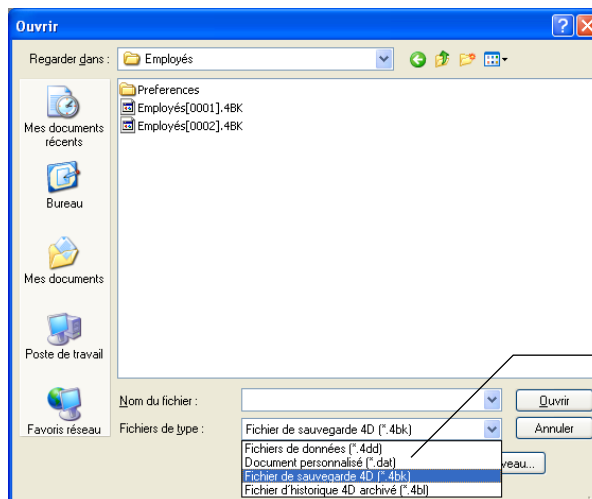 Ouvrir
Regarder dans :
Employés
Preferences
Employés[0001].4BK
Employés[0002].4BK
Mes documents
récents
Bureau
Mes documents
Poste de travail
Favoris réseau
Nom du fichier :
Ouvrir
Fichiers de type :
Fichier de sauvegarde 4D (*.4bk)
Annuler
Fichiers de données (*.4dd)
Document personnalisé (*.dat)
Fichier de sauvegarde 4D (*.4bk)
Fichier d'historique 4D archivé (*.4bl)
veau...